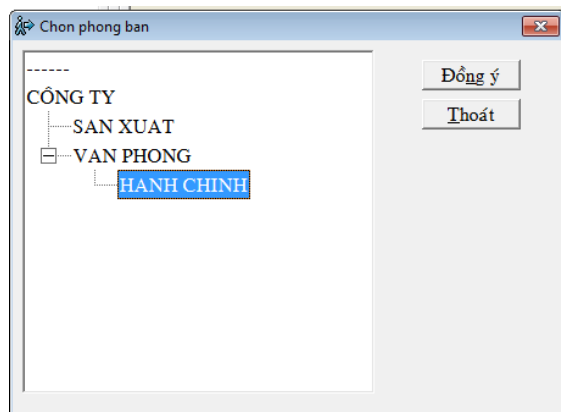 Chon phong ban
------
CÔNG TY
SAN XUAT
VAN PHONG
HANH CHINH
Đồng ý
Thoát